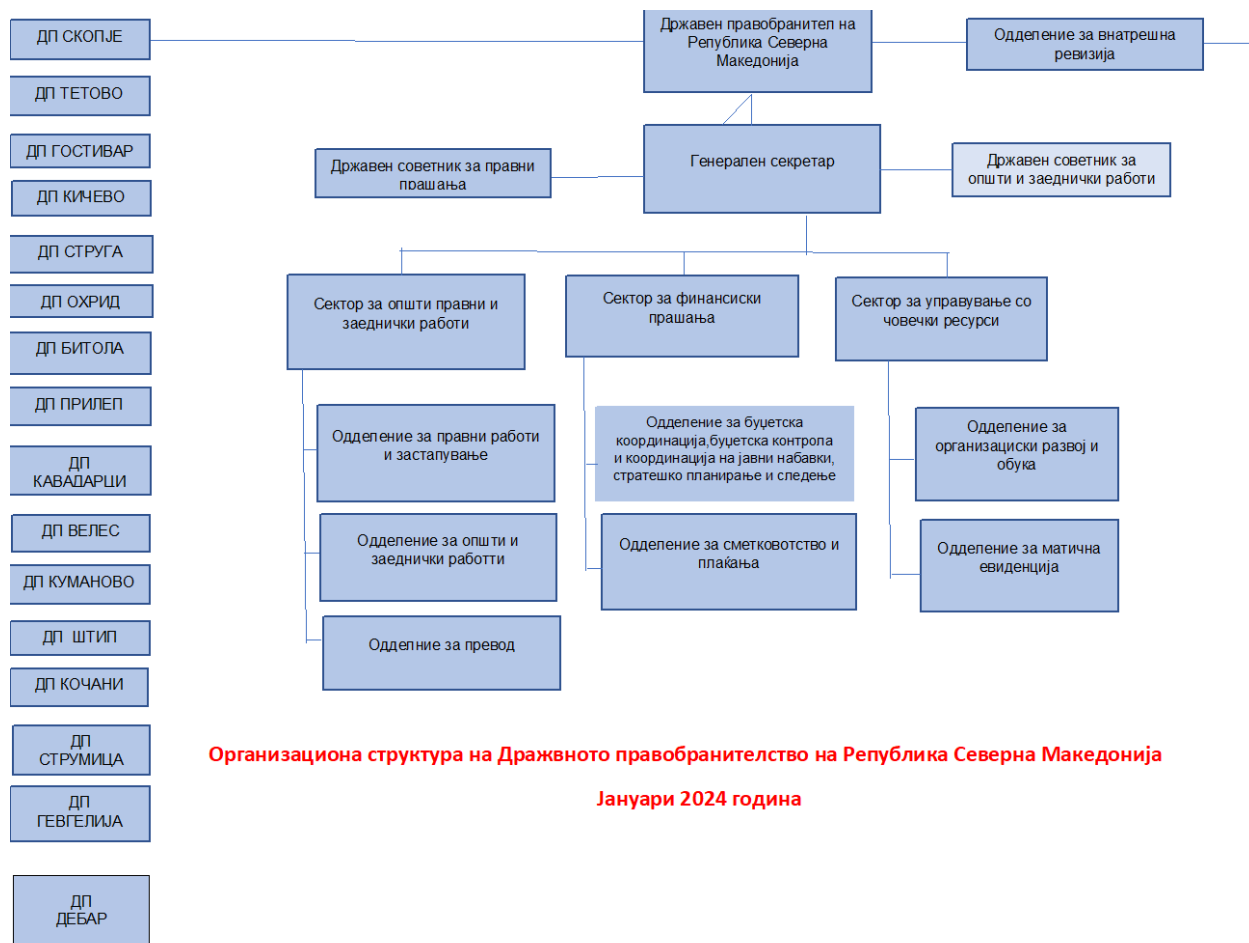 ДП СКОПЈЕ
ДП ТЕТОВО
ДП ГОСТИВАР
ДП КИЧЕВО
ДП СТРУГА
ДП ОХРИД
ДП БИТОЛА
ДП ПРИЛЕП
ДП
КАВАДАРЦИ
ДП ВЕЛЕС
ДП КУМАНОВО
ДП ШТИП
ДП КОЧАНИ
ДП
СТРУМИЦА
ДП
ГЕВГЕЛИЈА
ДП
ДЕБАР
Државен правобранител на
Република Северна
Македонија
Одделение за внатрешна
ревизија
Државен советник за правни
прашања
Генерален секретар
Државен советник за
општи и заеднички работи
Сектор за општи правни и
заеднички работи
Сектор за финансиски
прашања
Сектор за управување со
човечки ресурси
Одделение за правни работи
и застапување
Одделение за општи и
заеднички работти
Одделние за превод
Одделение за буџетска
координација,буџетска контрола
и координација на јавни набавки,
стратешко планирање и следење
Одделение за сметковотство и
плаќања
Одделение за
организациски развој и
обука
Одделение за матична
евиденција
Организациона структура на Дражвното правобранителство на Република Северна Македонија
Јануари 2024 година